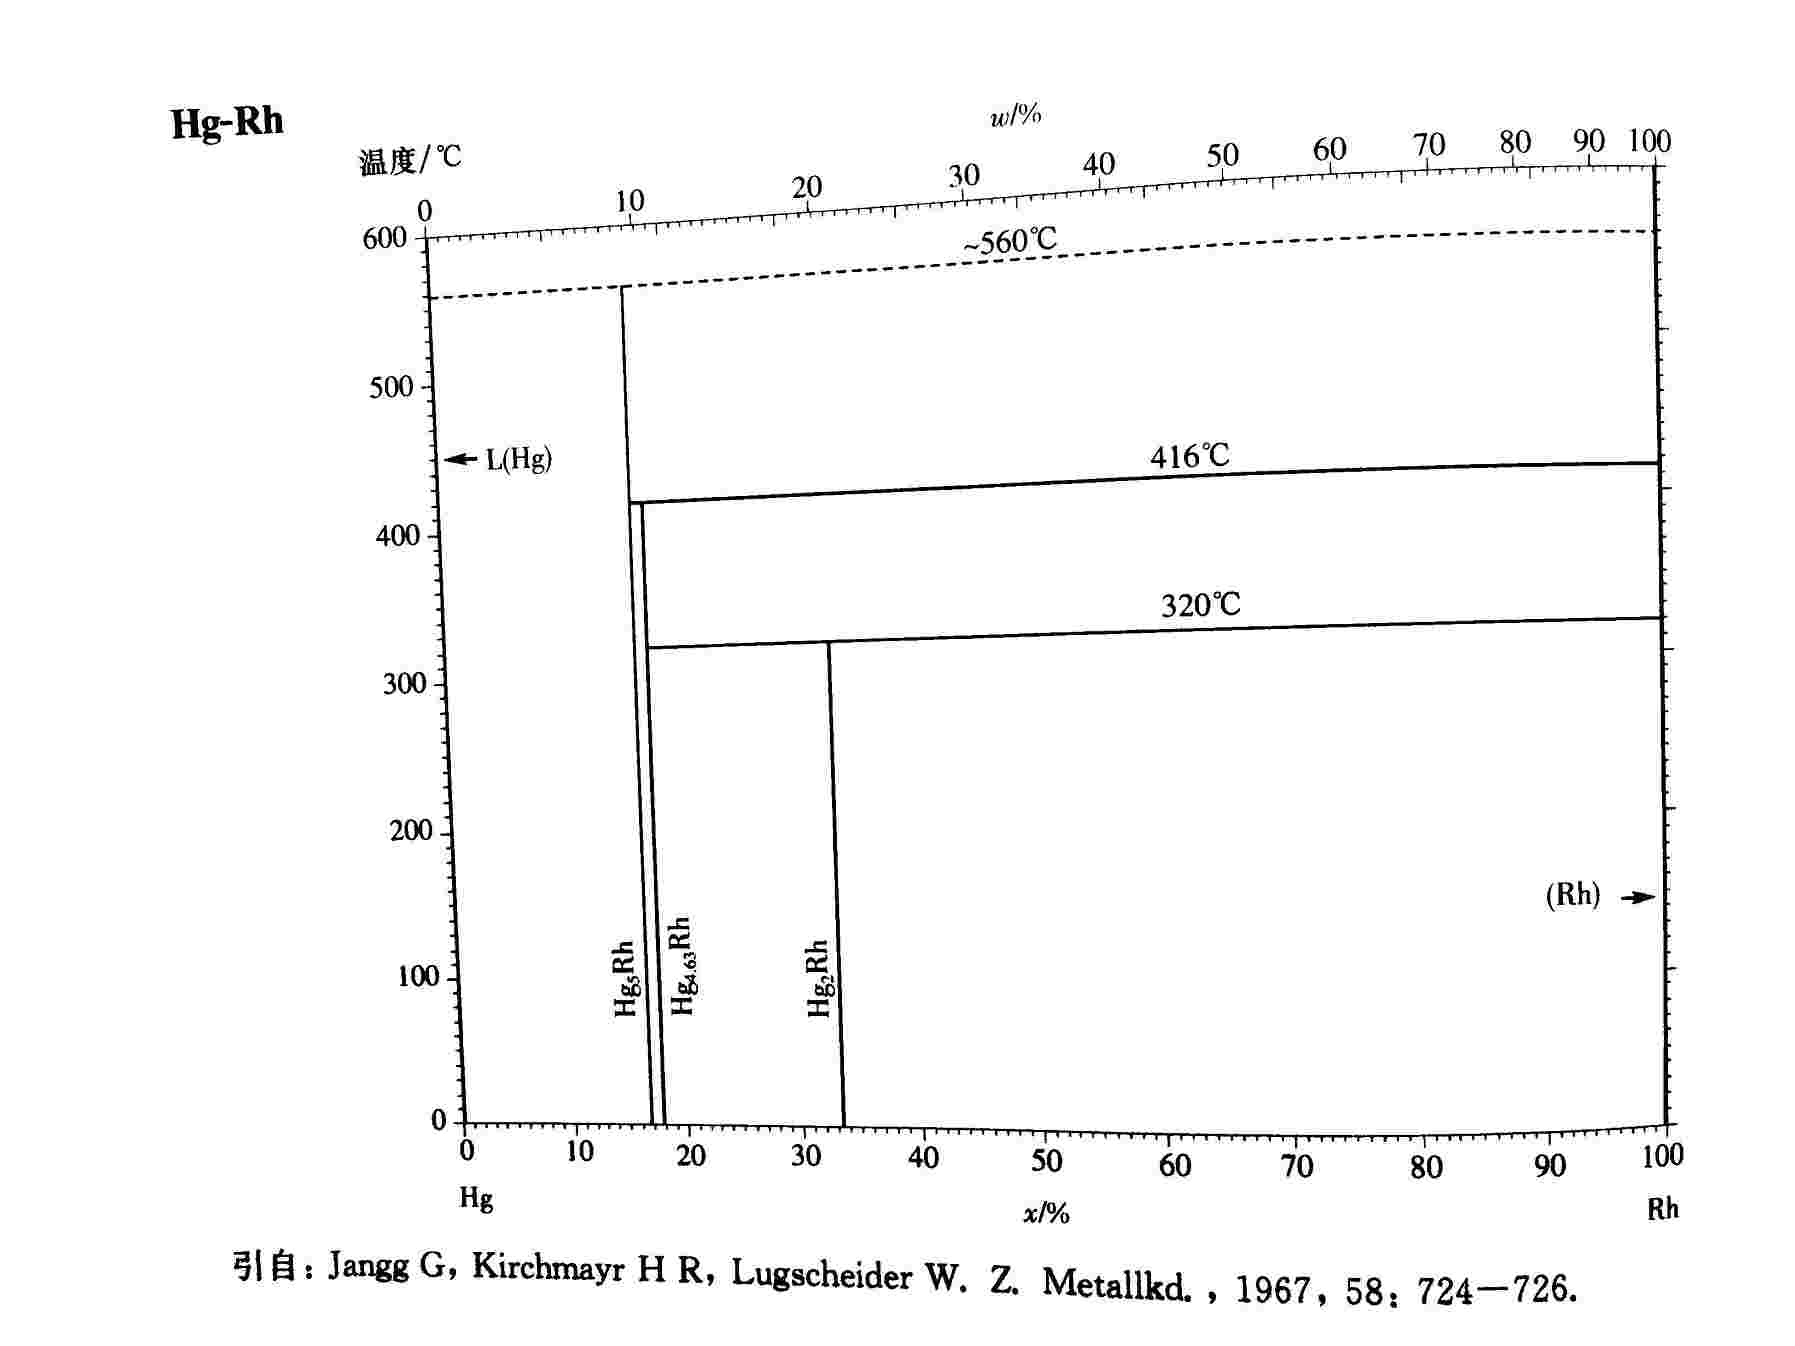 Hg-Rh
w/%
温度/℃
0 10 20 30 40 50 60 70 80 90 100
600
~560℃
500
416℃
L(Hg)
400
320℃
300
200
(Rh)
Hg₅Rh
Hg₄.₆₃Rh
Hg₂Rh
100
0
0 10 20 30 40 50 60 70 80 90 100
Hg
x/%
Rh
引自：Jangg G, Kirchmayr H R, Lugscheider W. Z. Metallkd., 1967, 58: 724—726.